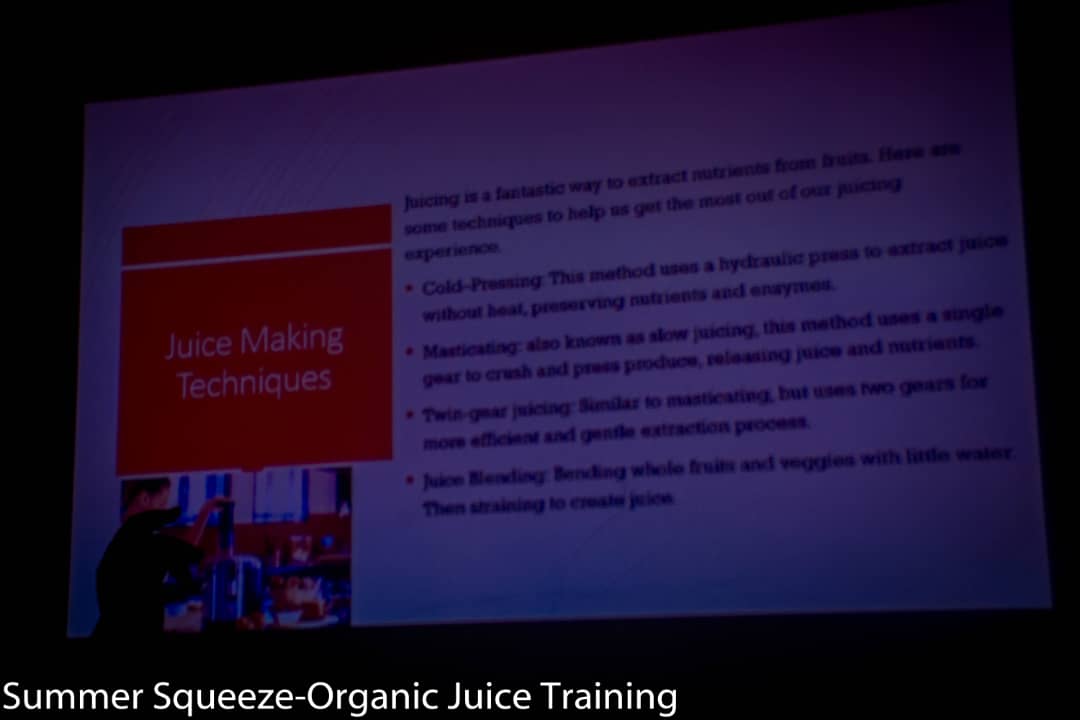 Juice Making
Techniques
Juicing is a fantastic way to extract nutrients from fruits. Here are
some techniques to help us get the most out of our juicing
experience.
• Cold-Pressing: This method uses a hydraulic press to extract juice
without heat, preserving nutrients and enzymes.
• Masticating: also known as slow juicing, this method uses a single
gear to crush and press produce, releasing juice and nutrients.
• Twin-gear juicing: Similar to masticating, but uses two gears for
more efficient and gentle extraction process.
• Juice Blending: Bending whole fruits and veggies with little water.
Then straining to create juice.
Summer Squeeze-Organic Juice Training